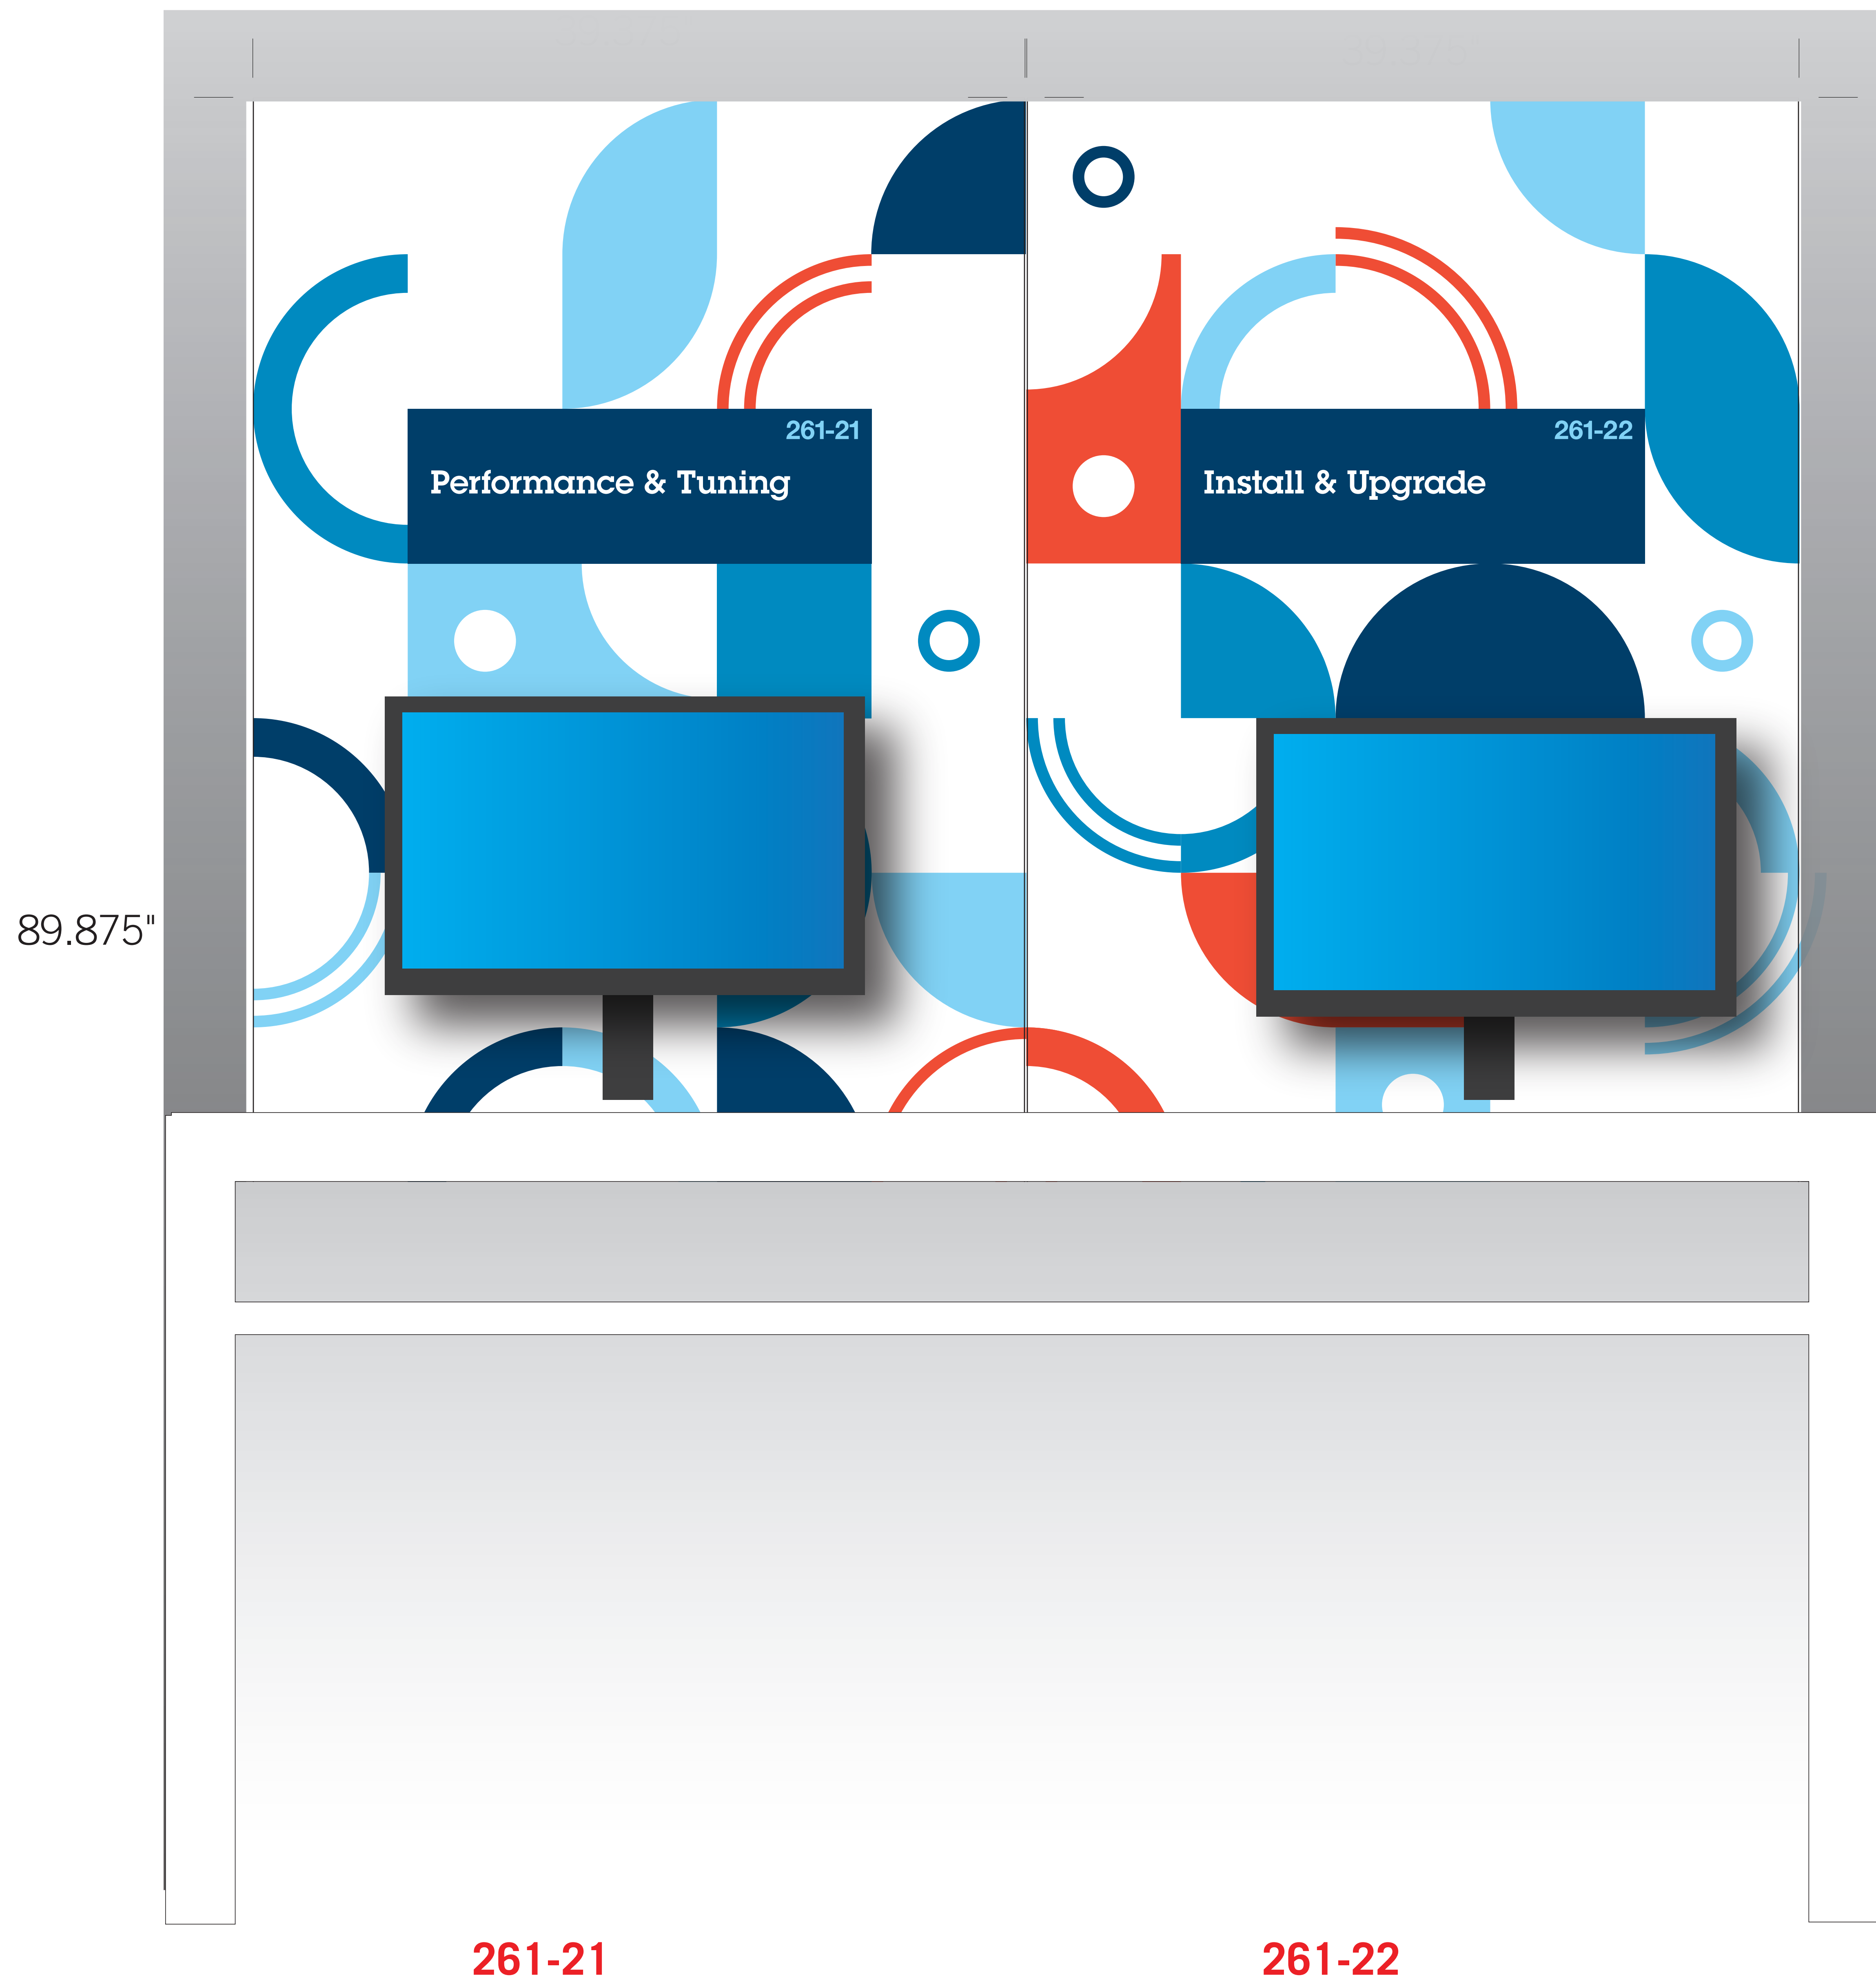 261-21
Performance & Tuning
261-22
Install & Upgrade
89.875"
261-21
261-22